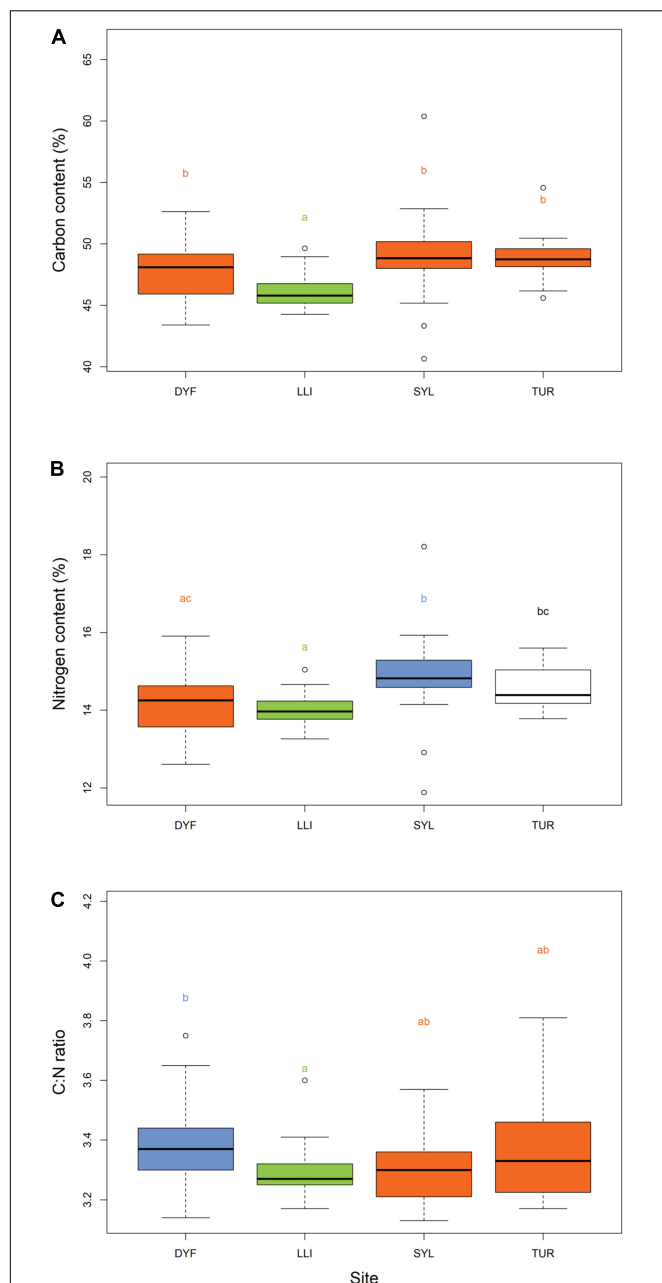 A
Carbon content (%)
65
60
55
50
45
40
b
a
b
b
DYF LLI SYL TUR
B
Nitrogen content (%)
20
18
16
14
12
ac
a
b
bc
DYF LLI SYL TUR
C
C:N ratio
4.2
4.0
3.8
3.6
3.4
3.2
b
a
ab
ab
DYF LLI SYL TUR
Site